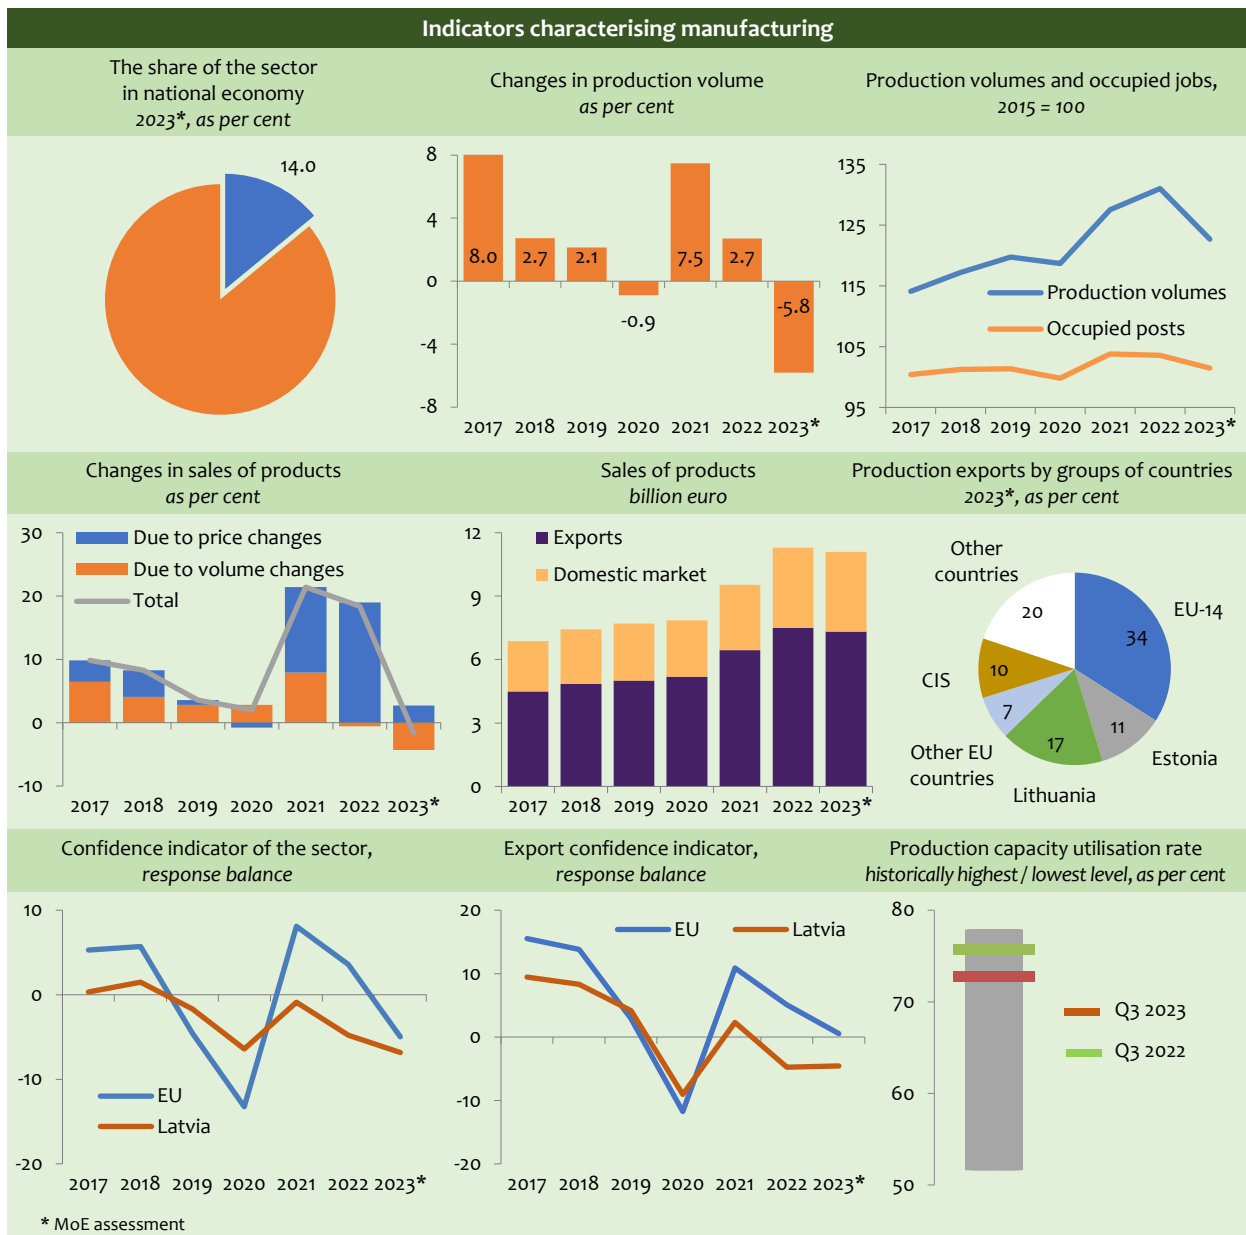 Indicators characterising manufacturing
The share of the sector
in national economy
2023*, as per cent
14.0
Changes in production volume
as per cent
8
4
0
-4
-8
8.0
2.7
2.1
-0.9
7.5
2.7
-5.8
2017 2018 2019 2020 2021 2022 2023*
Production volumes and occupied jobs,
2015 = 100
135
125
115
105
95
Production volumes
Occupied posts
2017 2018 2019 2020 2021 2022 2023*
Changes in sales of products
as per cent
30
20
10
0
-10
Due to price changes
Due to volume changes
Total
2017 2018 2019 2020 2021 2022 2023*
Sales of products
billion euro
12
9
6
3
0
Exports
Domestic market
2017 2018 2019 2020 2021 2022 2023*
Production exports by groups of countries
2023*, as per cent
Other
countries
20
EU-14
34
CIS
10
7
Other EU
countries
17
Lithuania
11
Estonia
Confidence indicator of the sector,
response balance
10
0
-10
-20
EU
Latvia
2017 2018 2019 2020 2021 2022 2023*
Export confidence indicator,
response balance
20
10
0
-10
-20
EU
Latvia
2017 2018 2019 2020 2021 2022 2023*
Production capacity utilisation rate
historically highest / lowest level, as per cent
80
70
60
50
Q3 2023
Q3 2022
* MoE assessment